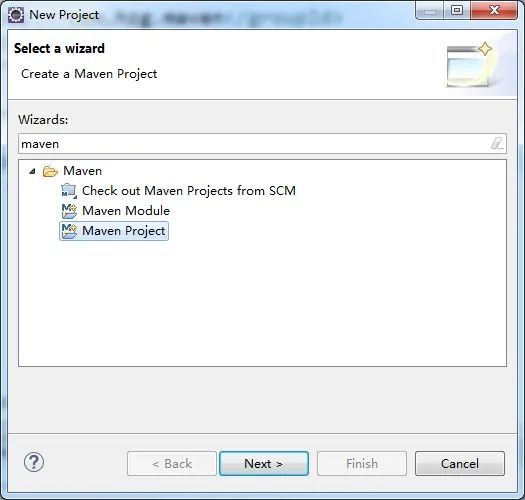 New Project
Select a wizard
Create a Maven Project
Wizards:
maven
Maven
Check out Maven Projects from SCM
Maven Module
Maven Project
< Back
Next >
Finish
Cancel